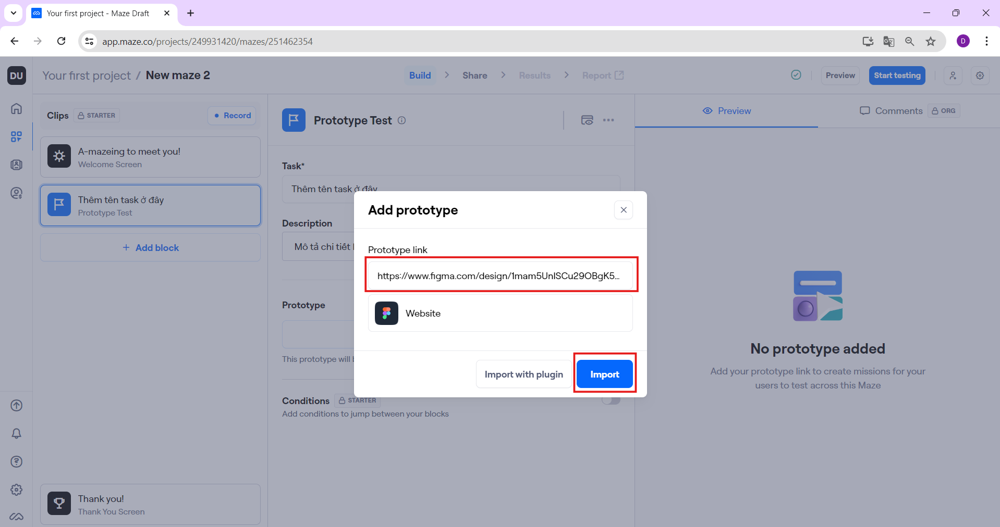 Your first project - Maze Draft
app.maze.co/projects/249931420/mazes/251462354
D
DU
Your first project / New maze 2
Build
Share
Results
Report
Preview
Start testing
Clips
STARTER
Record
A-mazeing to meet you!
Welcome Screen
Thêm tên task ở đây
Prototype Test
+ Add block
Thank you!
Thank You Screen
Prototype Test
Task*
Thêm tên task ở đây
Description
Mô tả chi tiết
Prototype
This prototype will
Conditions
STARTER
Add conditions to jump between your blocks
Add prototype
Prototype link
https://www.figma.com/design/1mam5UnISCu29OBgK5...
Website
Import with plugin
Import
Preview
Comments
ORG
No prototype added
Add your prototype link to create missions for your
users to test across this Maze